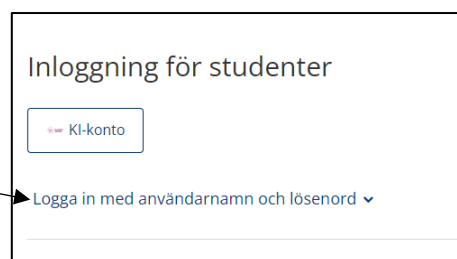 Inloggning för studenter
KI-konto
Logga in med användarnamn och lösenord